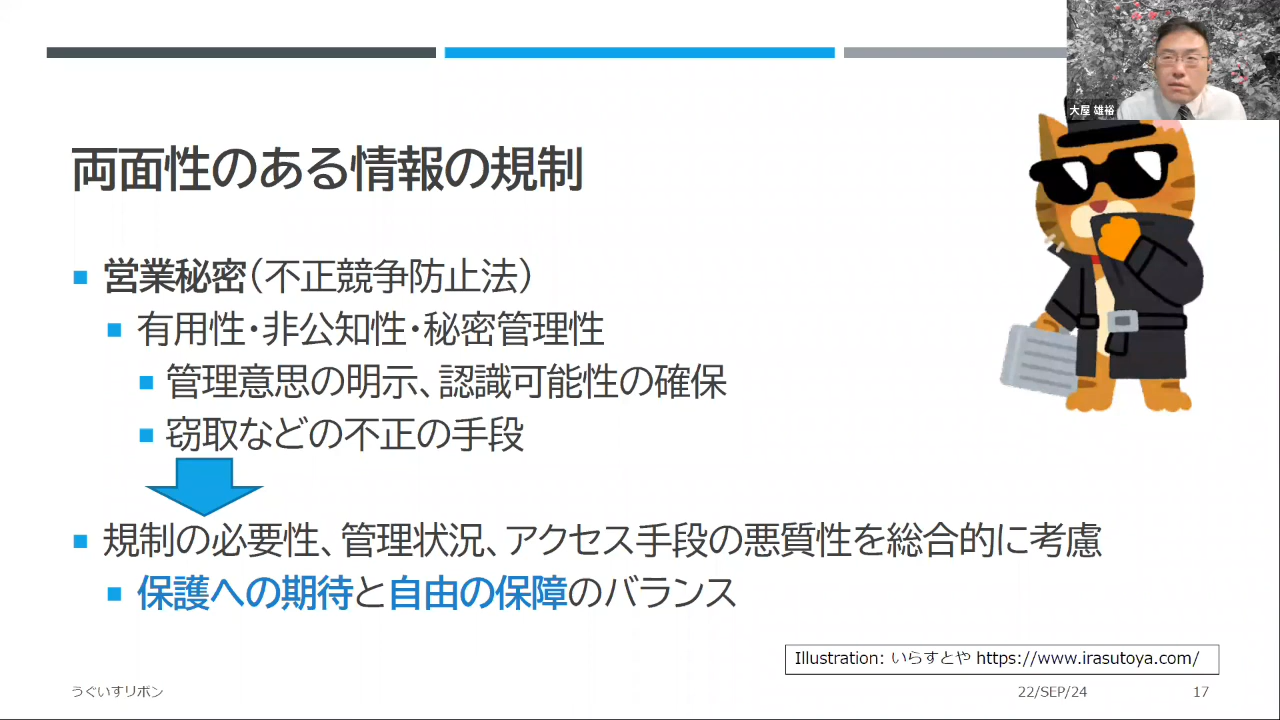 大屋 雄裕
両面性のある情報の規制
営業秘密（不正競争防止法）
有用性・非公知性・秘密管理性
管理意思の明示、認識可能性の確保
窃取などの不正の手段
規制の必要性、管理状況、アクセス手段の悪質性を総合的に考慮
保護への期待と自由の保障のバランス
Illustration: いらすとや https://www.irasutoya.com/
うぐいすリボン
22/SEP/24
17